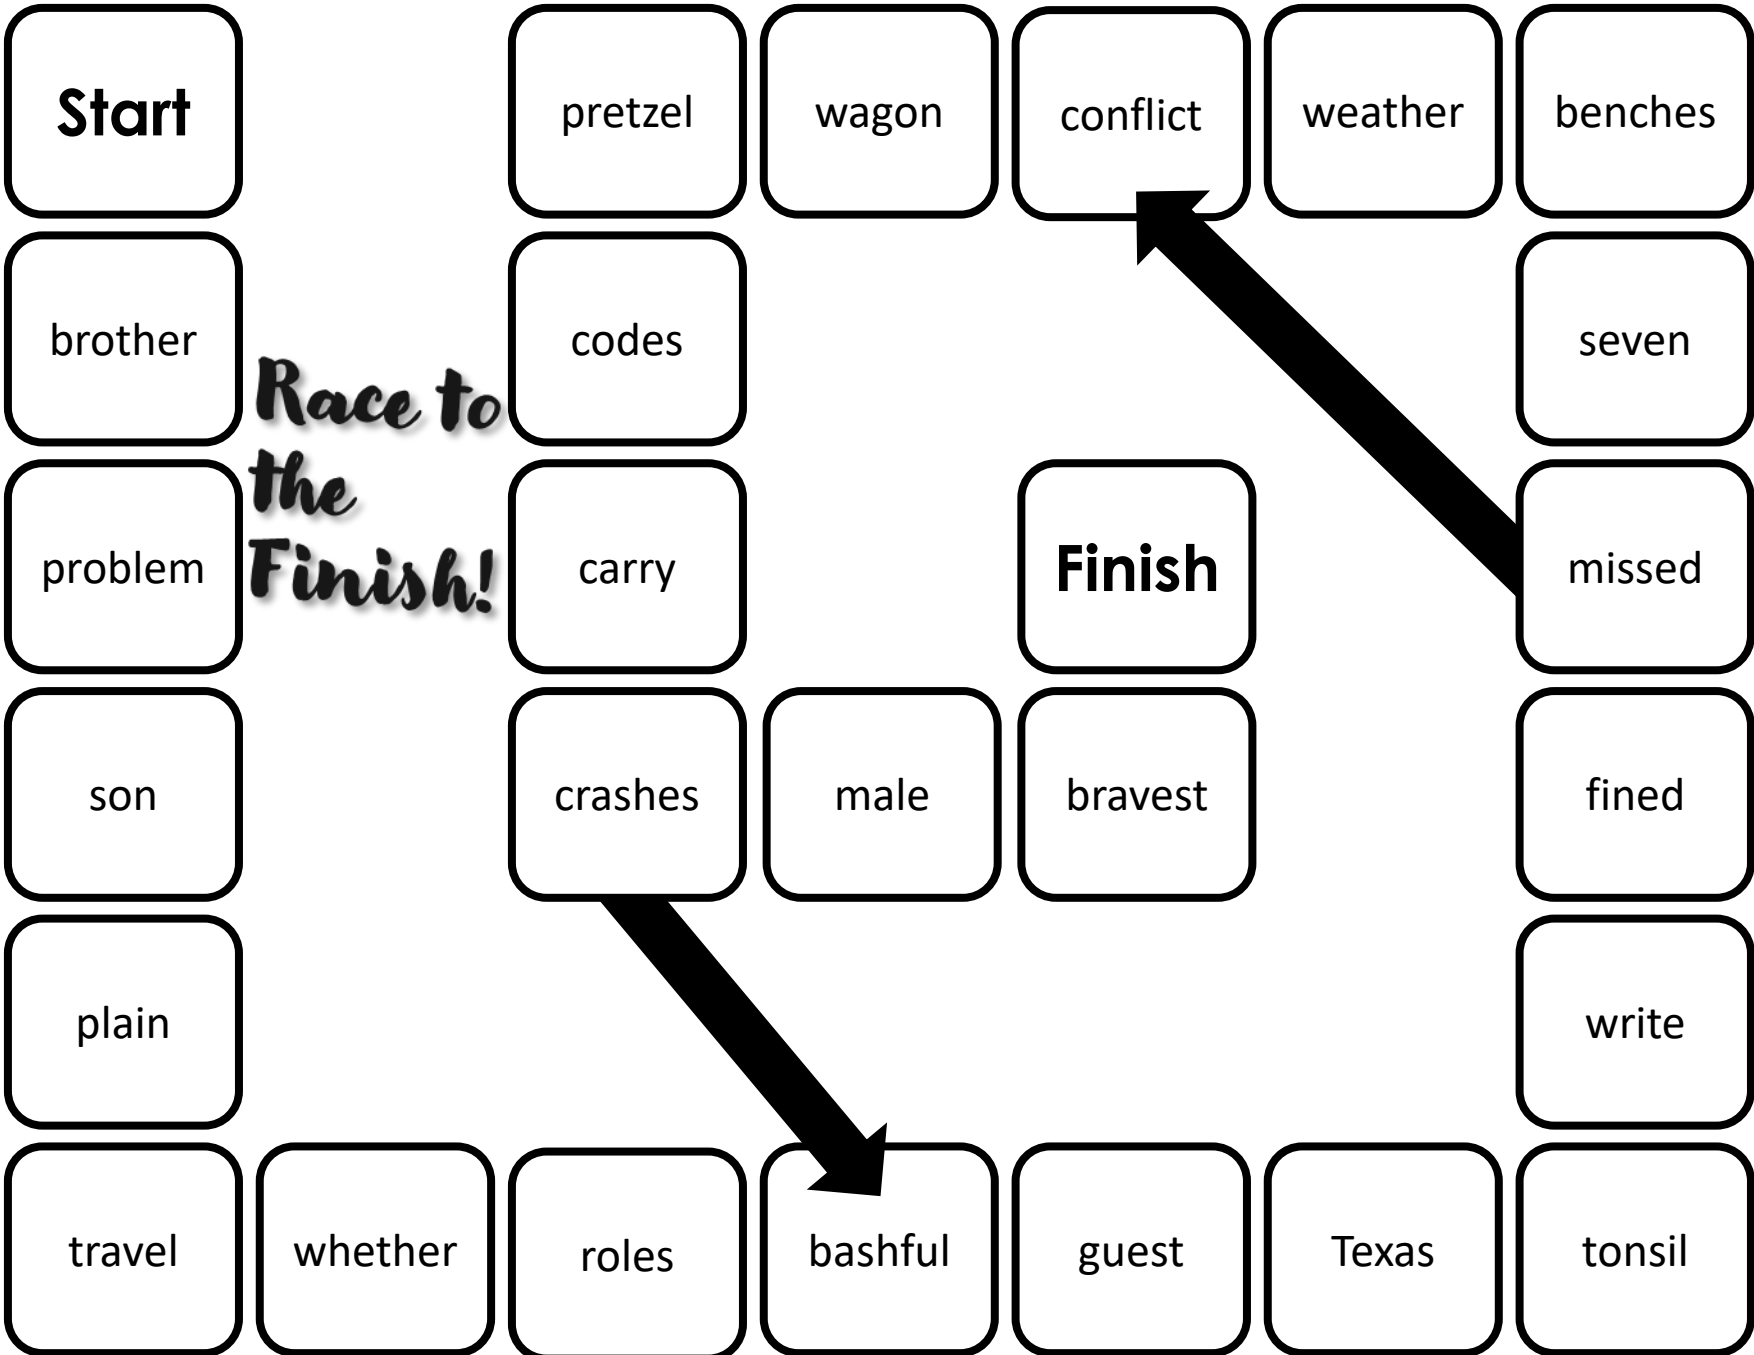 Start
pretzel
wagon
conflict
weather
benches
brother
codes
seven
Race to
the
Finish!
problem
carry
Finish
missed
son
crashes
male
bravest
fined
plain
write
travel
whether
roles
bashful
guest
Texas
tonsil